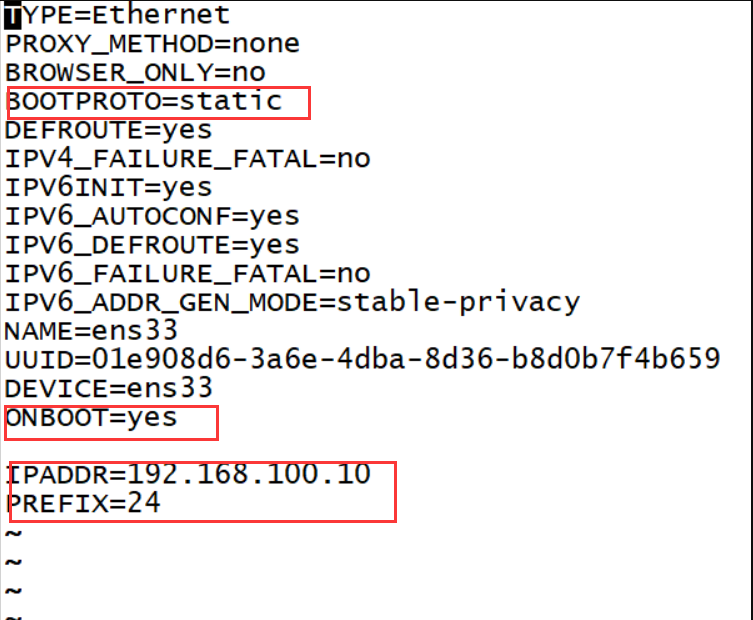 TYPE=Ethernet
PROXY_METHOD=none
BROWSER_ONLY=no
BOOTPROTO=static
DEFROUTE=yes
IPV4_FAILURE_FATAL=no
IPV6INIT=yes
IPV6_AUTOCONF=yes
IPV6_DEFROUTE=yes
IPV6_FAILURE_FATAL=no
IPV6_ADDR_GEN_MODE=stable-privacy
NAME=ens33
UUID=01e908d6-3a6e-4dba-8d36-b8d0b7f4b659
DEVICE=ens33
ONBOOT=yes
IPADDR=192.168.100.10
PREFIX=24
~
~
~
~